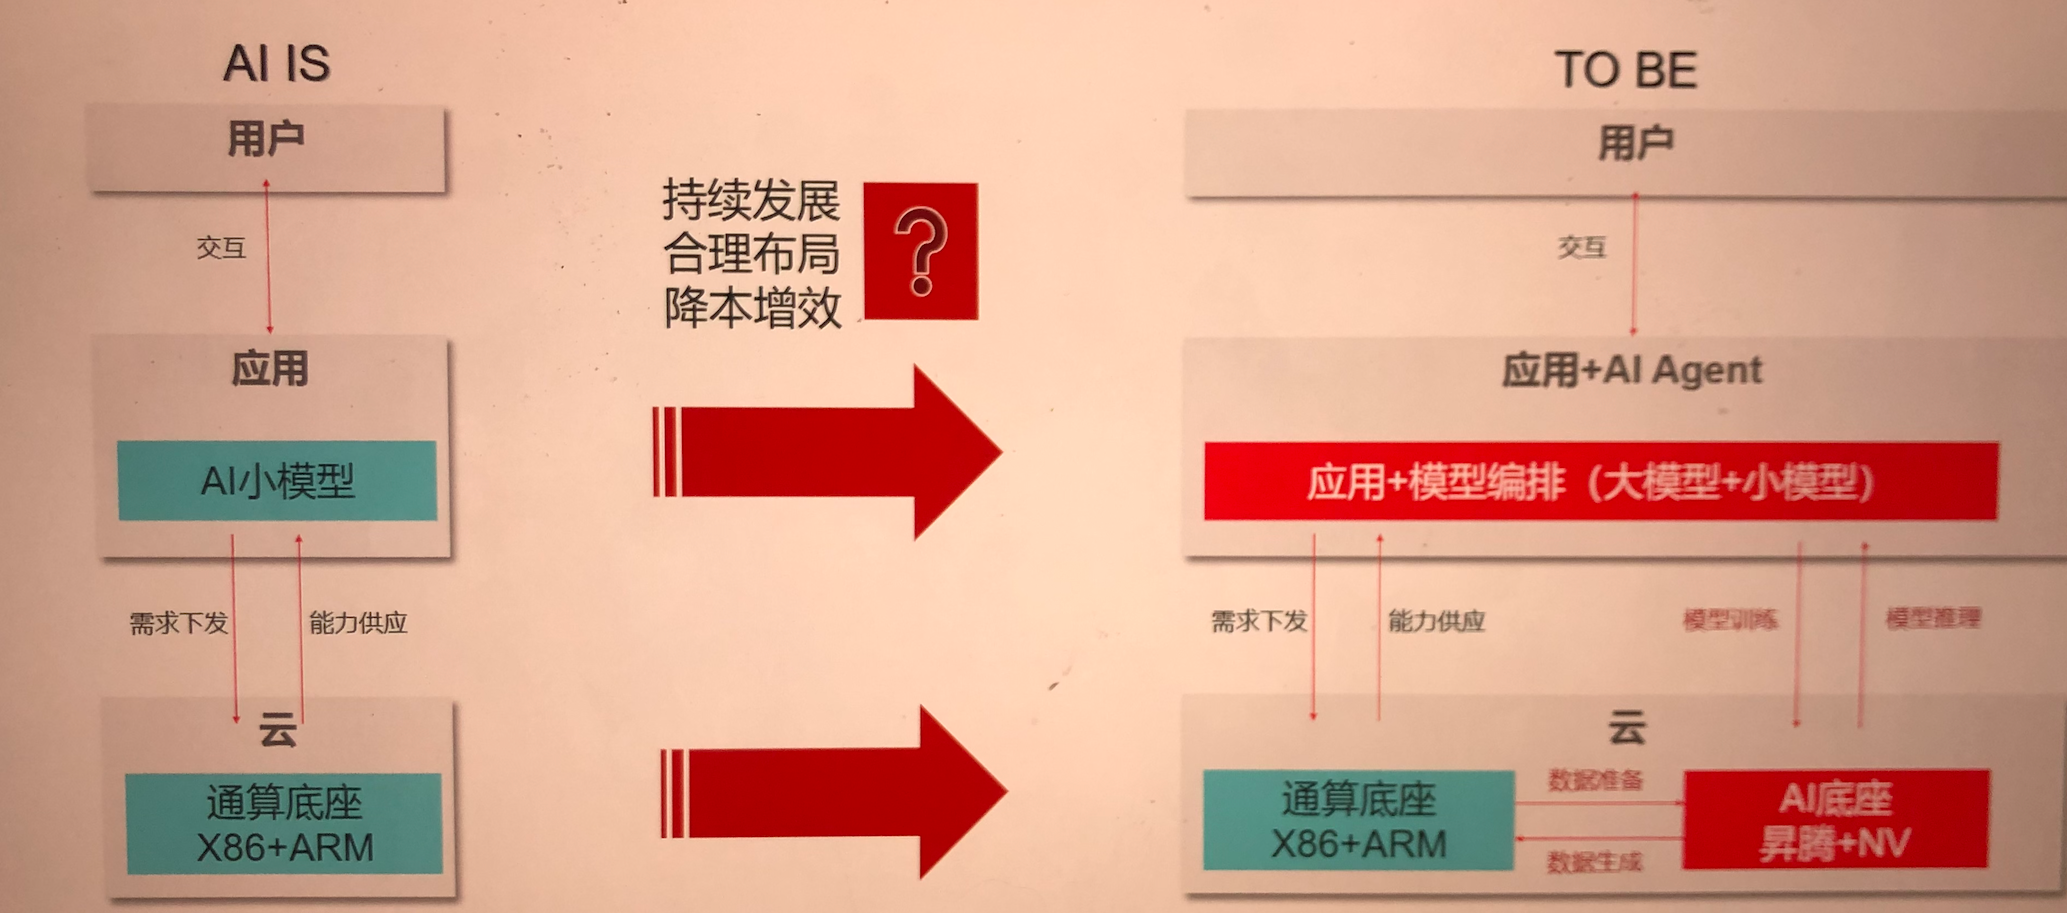 AI IS
用户
交互
应用
AI小模型
需求下发
能力供应
云
通算底座
X86+ARM
持续发展
合理布局
降本增效
?
TO BE
用户
交互
应用+AI Agent
应用+模型编排（大模型+小模型）
需求下发
能力供应
模型训练
模型推理
云
通算底座
X86+ARM
数据准备
数据生成
AI底座
昇腾+NV